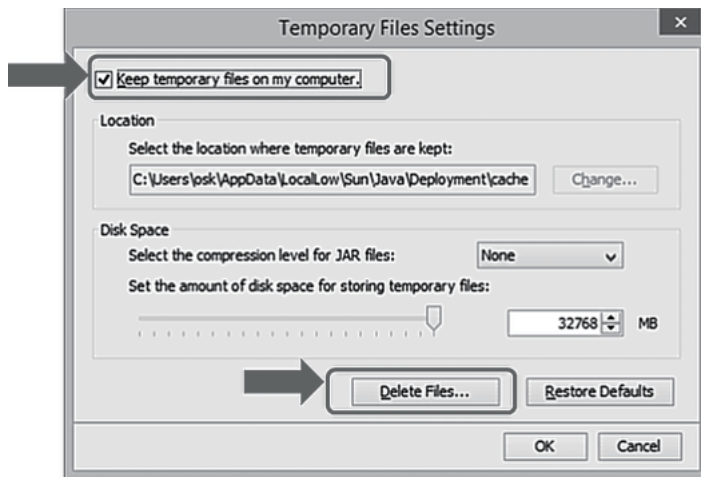 Temporary Files Settings
Keep temporary files on my computer.
Location
Select the location where temporary files are kept:
C:\Users\osk\AppData\LocalLow\Sun\Java\Deployment\cache
Change...
Disk Space
Select the compression level for JAR files:
None
Set the amount of disk space for storing temporary files:
32768 MB
Delete Files...
Restore Defaults
OK
Cancel